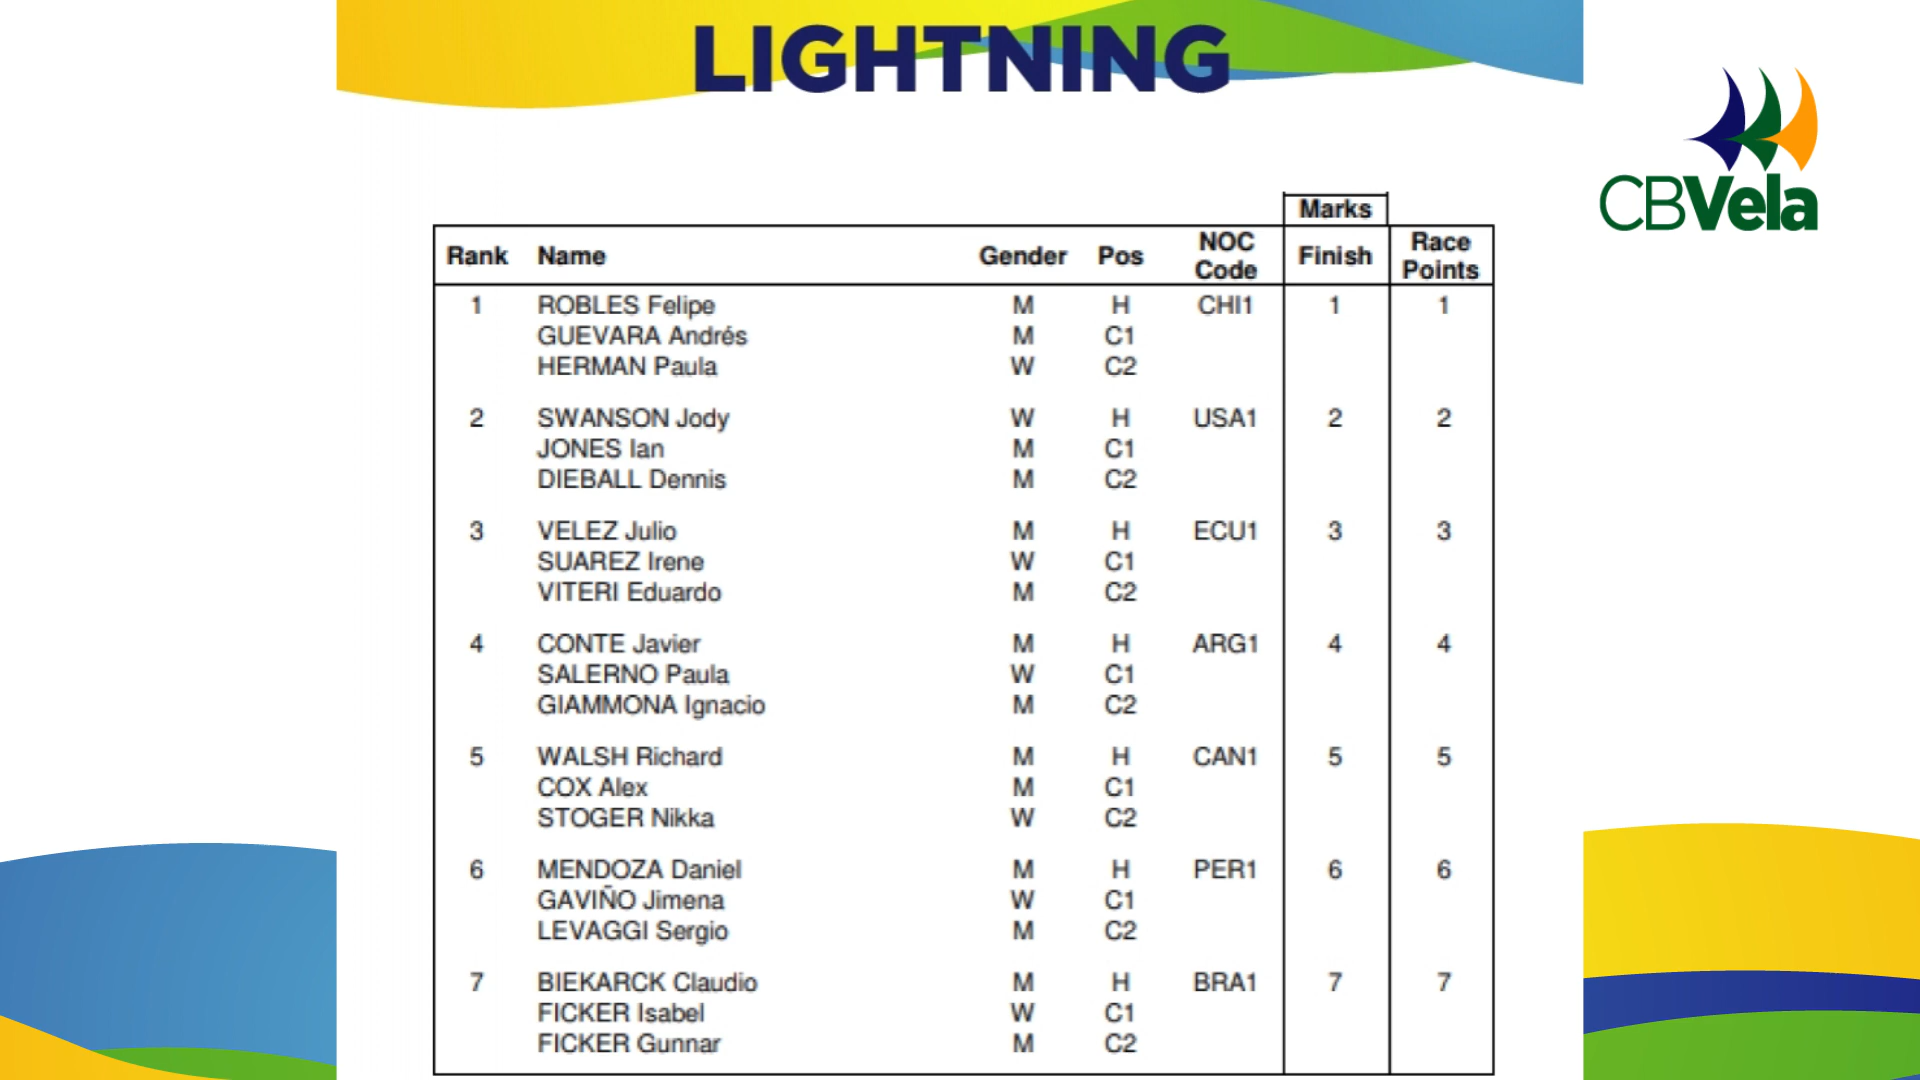 LIGHTNING
CBVela
Marks
Rank Name Gender Pos NOC Code Finish Race Points
1 ROBLES Felipe M H CHI1 1 1
GUEVARA Andrés M C1
HERMAN Paula W C2
2 SWANSON Jody W H USA1 2 2
JONES Ian M C1
DIEBALL Dennis M C2
3 VELEZ Julio M H ECU1 3 3
SUAREZ Irene W C1
VITERI Eduardo M C2
4 CONTE Javier M H ARG1 4 4
SALERNO Paula W C1
GIAMMONA Ignacio M C2
5 WALSH Richard M H CAN1 5 5
COX Alex M C1
STOGER Nikka W C2
6 MENDOZA Daniel M H PER1 6 6
GAVIÑO Jimena W C1
LEVAGGI Sergio M C2
7 BIEKARCK Claudio M H BRA1 7 7
FICKER Isabel W C1
FICKER Gunnar M C2